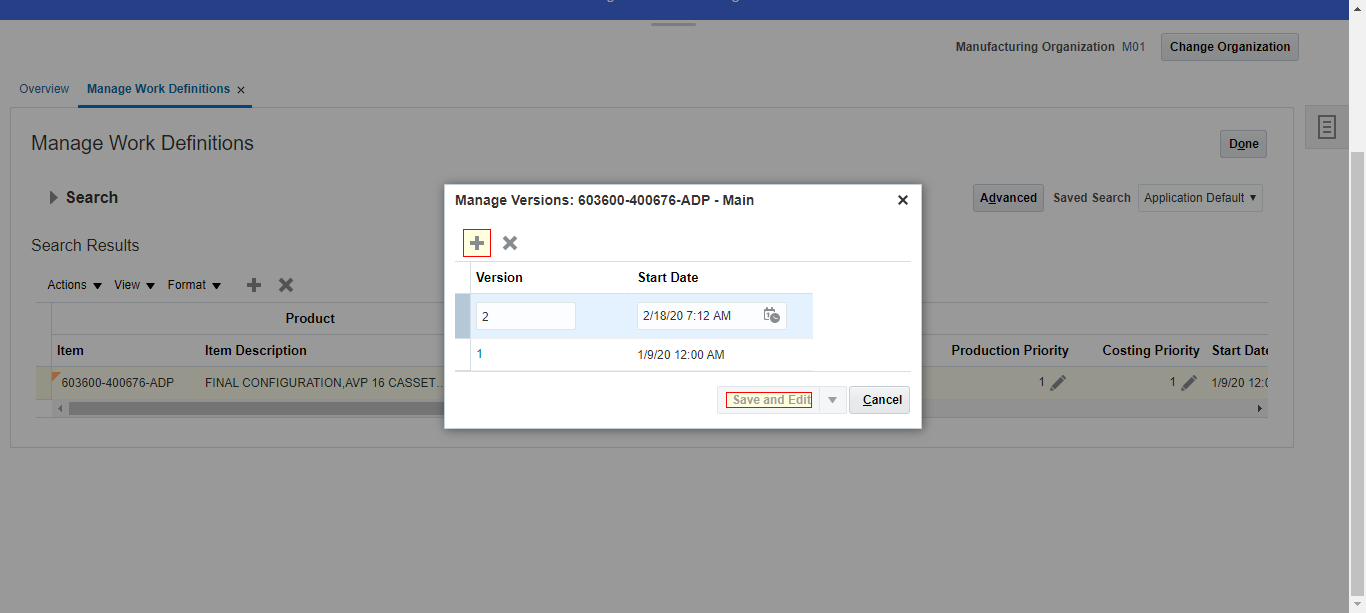 Manufacturing Organization M01 Change Organization
Overview Manage Work Definitions ×
Manage Work Definitions
Done
Search
Advanced Saved Search Application Default ▼
Search Results
Actions ▼ View ▼ Format ▼
Product
Item Item Description Production Priority Costing Priority Start Date
603600-400676-ADP FINAL CONFIGURATION,AVP 16 CASSET... 1 1 1/9/20 12:0
Manage Versions: 603600-400676-ADP - Main
Version Start Date
2 2/18/20 7:12 AM
1 1/9/20 12:00 AM
Save and Edit Cancel